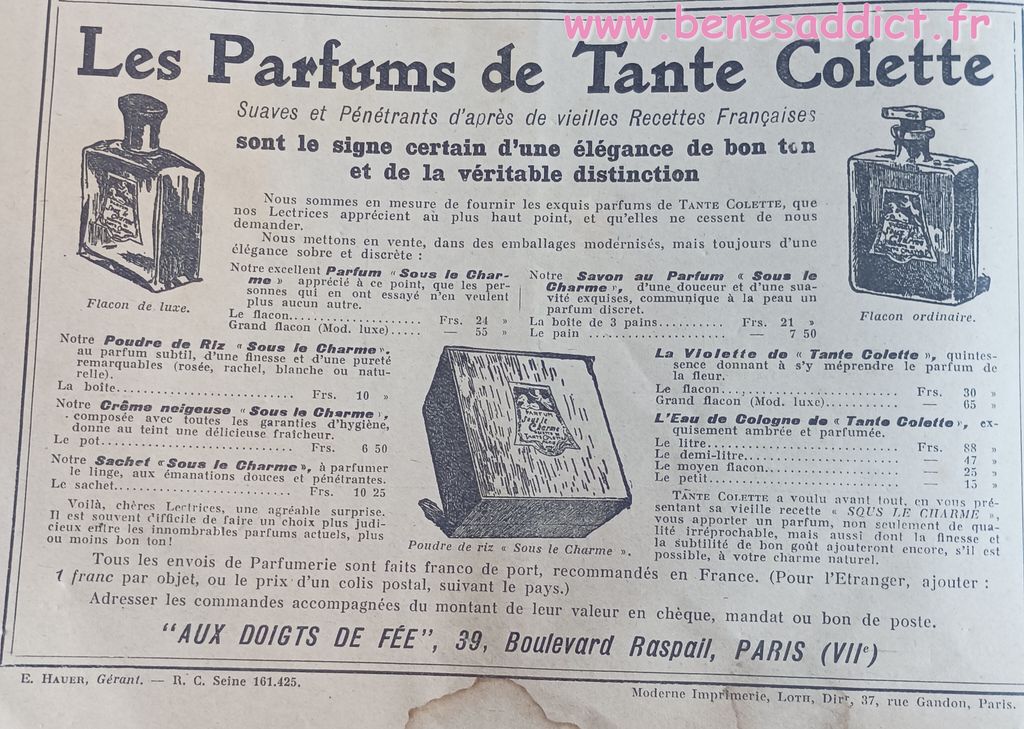 www.benesaddict.fr
Les Parfums de Tante Colette
Suaves et Pénétrants d'après de vieilles Recettes Françaises
sont le signe certain d'une élégance de bon ton
et de la véritable distinction
Nous sommes en mesure de fournir les exquis parfums de TANTE COLETTE, que
nos Lectrices apprécient au plus haut point, et qu'elles ne cessent de nous
demander.
Nous mettons en vente, dans des emballages modernisés, mais toujours d'une
élégance sobre et discrète :
Flacon de luxe.
Flacon ordinaire.
Notre excellent Parfum « Sous le Char-
me » apprécié à ce point, que les per-
sonnes qui en ont essayé n'en veulent
plus aucun autre.
Le flacon................ Frs. 24 »
Grand flacon (Mod. luxe)..... — 55 »
Notre Savon au Parfum « Sous le
Charme », d'une douceur et d'une sua-
vité exquises, communique à la peau un
parfum discret.
La boîte de 3 pains.......... Frs. 21 »
Le pain .................... — 7 50
Notre Poudre de Riz « Sous le Charme »,
au parfum subtil, d'une finesse et d'une pureté
remarquables (rosée, rachel, blanche ou natu-
relle).
La boîte.......................... Frs. 10 »
Notre Crème neigeuse « Sous le Charme »,
composée avec toutes les garanties d'hygiène,
donne au teint une délicieuse fraîcheur.
Le pot............................ Frs. 6 50
Notre Sachet « Sous le Charme », à parfumer
le linge, aux émanations douces et pénétrantes.
Le sachet......................... Frs. 10 25
Voilà, chères Lectrices, une agréable surprise.
Il est souvent difficile de faire un choix plus judi-
cieux entre les innombrables parfums actuels, plus
ou moins bon ton!
PARFUM
SOUS LE
CHARME
Poudre de riz « Sous le Charme ».
La Violette de « Tante Colette », quintes-
sence donnant à s'y méprendre le parfum de
la fleur.
Le flacon........................ Frs. 30 »
Grand flacon (Mod. luxe)............ — 65 »
L'Eau de Cologne de « Tante Colette », ex-
quisement ambrée et parfumée.
Le litre.......................... Frs. 88 »
Le demi-litre..................... — 47 »
Le moyen flacon................... — 25 »
Le petit.......................... — 15 »
TANTE COLETTE a voulu avant tout, en vous pré-
sentant sa vieille recette « SOUS LE CHARME »,
vous apporter un parfum, non seulement de qua-
lité irréprochable, mais aussi dont la finesse et
la subtilité de bon goût ajouteront encore, s'il est
possible, à votre charme naturel.
Tous les envois de Parfumerie sont faits franco de port, recommandés en France. (Pour l'Etranger, ajouter :
1 franc par objet, ou le prix d'un colis postal, suivant le pays.)
Adresser les commandes accompagnées du montant de leur valeur en chèque, mandat ou bon de poste.
"AUX DOIGTS DE FÉE", 39, Boulevard Raspail, PARIS (VIIe)
E. HAUER, Gérant. — R. C. Seine 161.425.
Moderne Imprimerie, LOTH, Dirr, 37, rue Gandon, Paris.